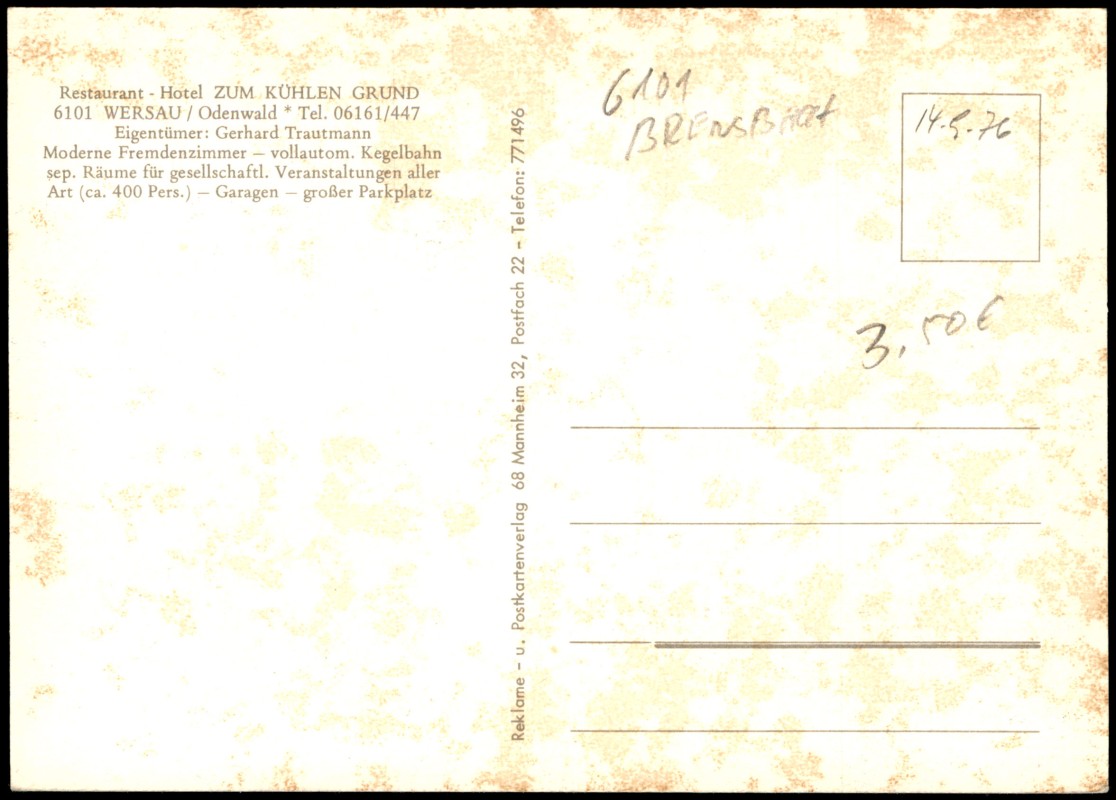 Restaurant - Hotel ZUM KÜHLEN GRUND
6101 WERSAU / Odenwald * Tel. 06161/447
Eigentümer: Gerhard Trautmann
Moderne Fremdenzimmer — vollautom. Kegelbahn
sep. Räume für gesellschaftl. Veranstaltungen aller
Art (ca. 400 Pers.) — Garagen — großer Parkplatz
Reklame - u. Postkartenverlag 68 Mannheim 32, Postfach 22 - Telefon: 771496
6101
14.5.76
3,50€